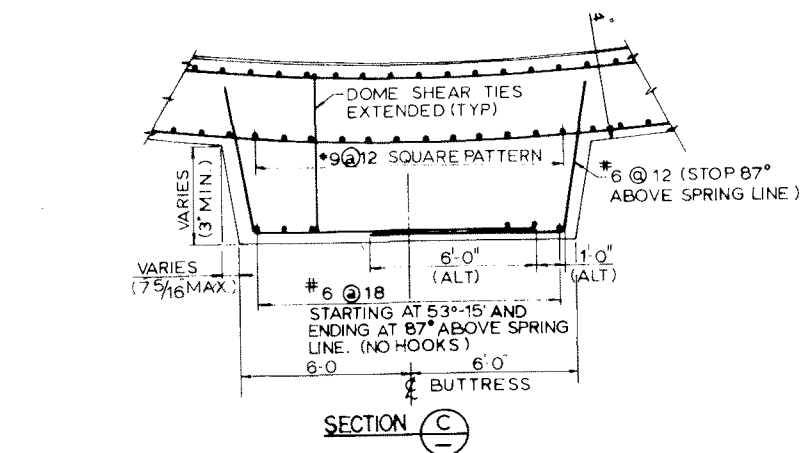 4"
DOME SHEAR TIES
EXTENDED (TYP)
#9@12 SQUARE PATTERN
#6 @ 12 (STOP 87°
ABOVE SPRING LINE)
VARIES
(3" MIN.)
6'-0"
(ALT)
1'-0"
(ALT)
VARIES
(7 5/16" MAX)
#6 @ 18
STARTING AT 53°-15' AND
ENDING AT 87° ABOVE SPRING
LINE. (NO HOOKS)
6-0
6'-0"
℄ BUTTRESS
SECTION C